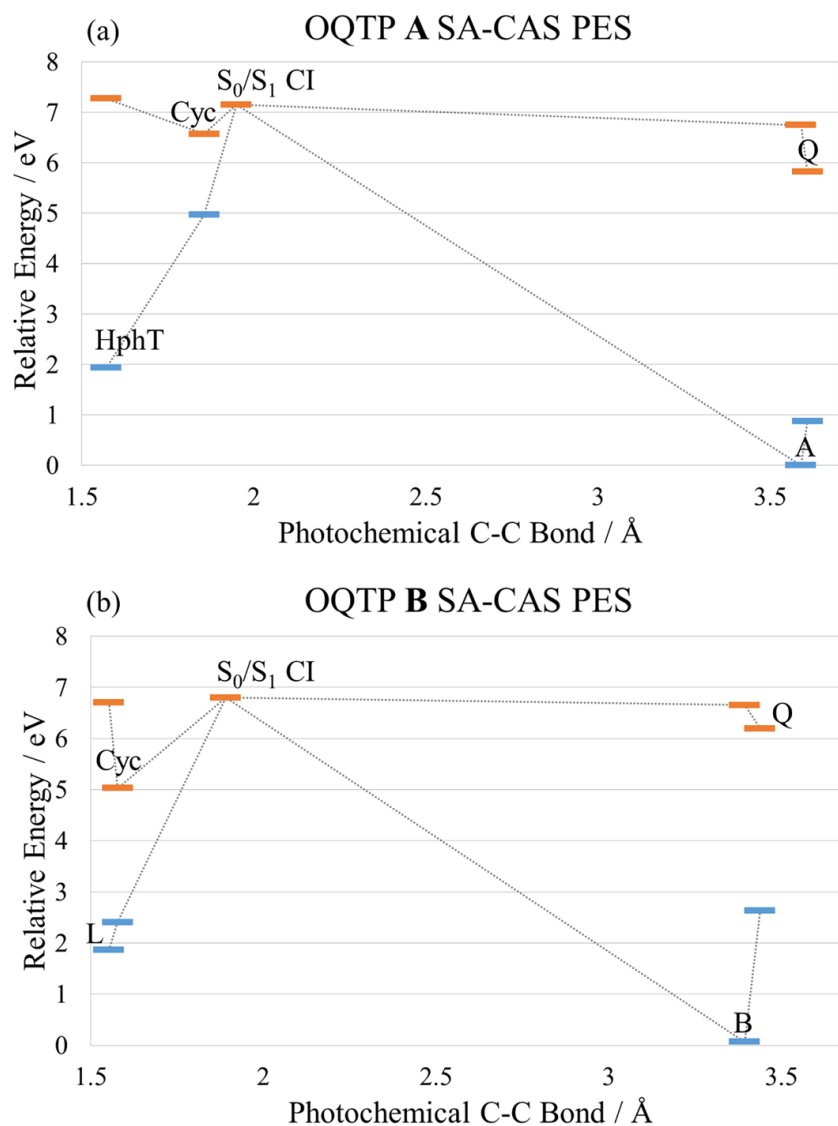 (a) OQTP A SA-CAS PES
8
7
6
5
4
3
2
1
0
Relative Energy / eV
S₀/S₁ CI
Cyc
Q
HphT
A
1.5 2 2.5 3 3.5
Photochemical C-C Bond / Å
(b) OQTP B SA-CAS PES
8
7
6
5
4
3
2
1
0
Relative Energy / eV
S₀/S₁ CI
Q
Cyc
L
B
1.5 2 2.5 3 3.5
Photochemical C-C Bond / Å